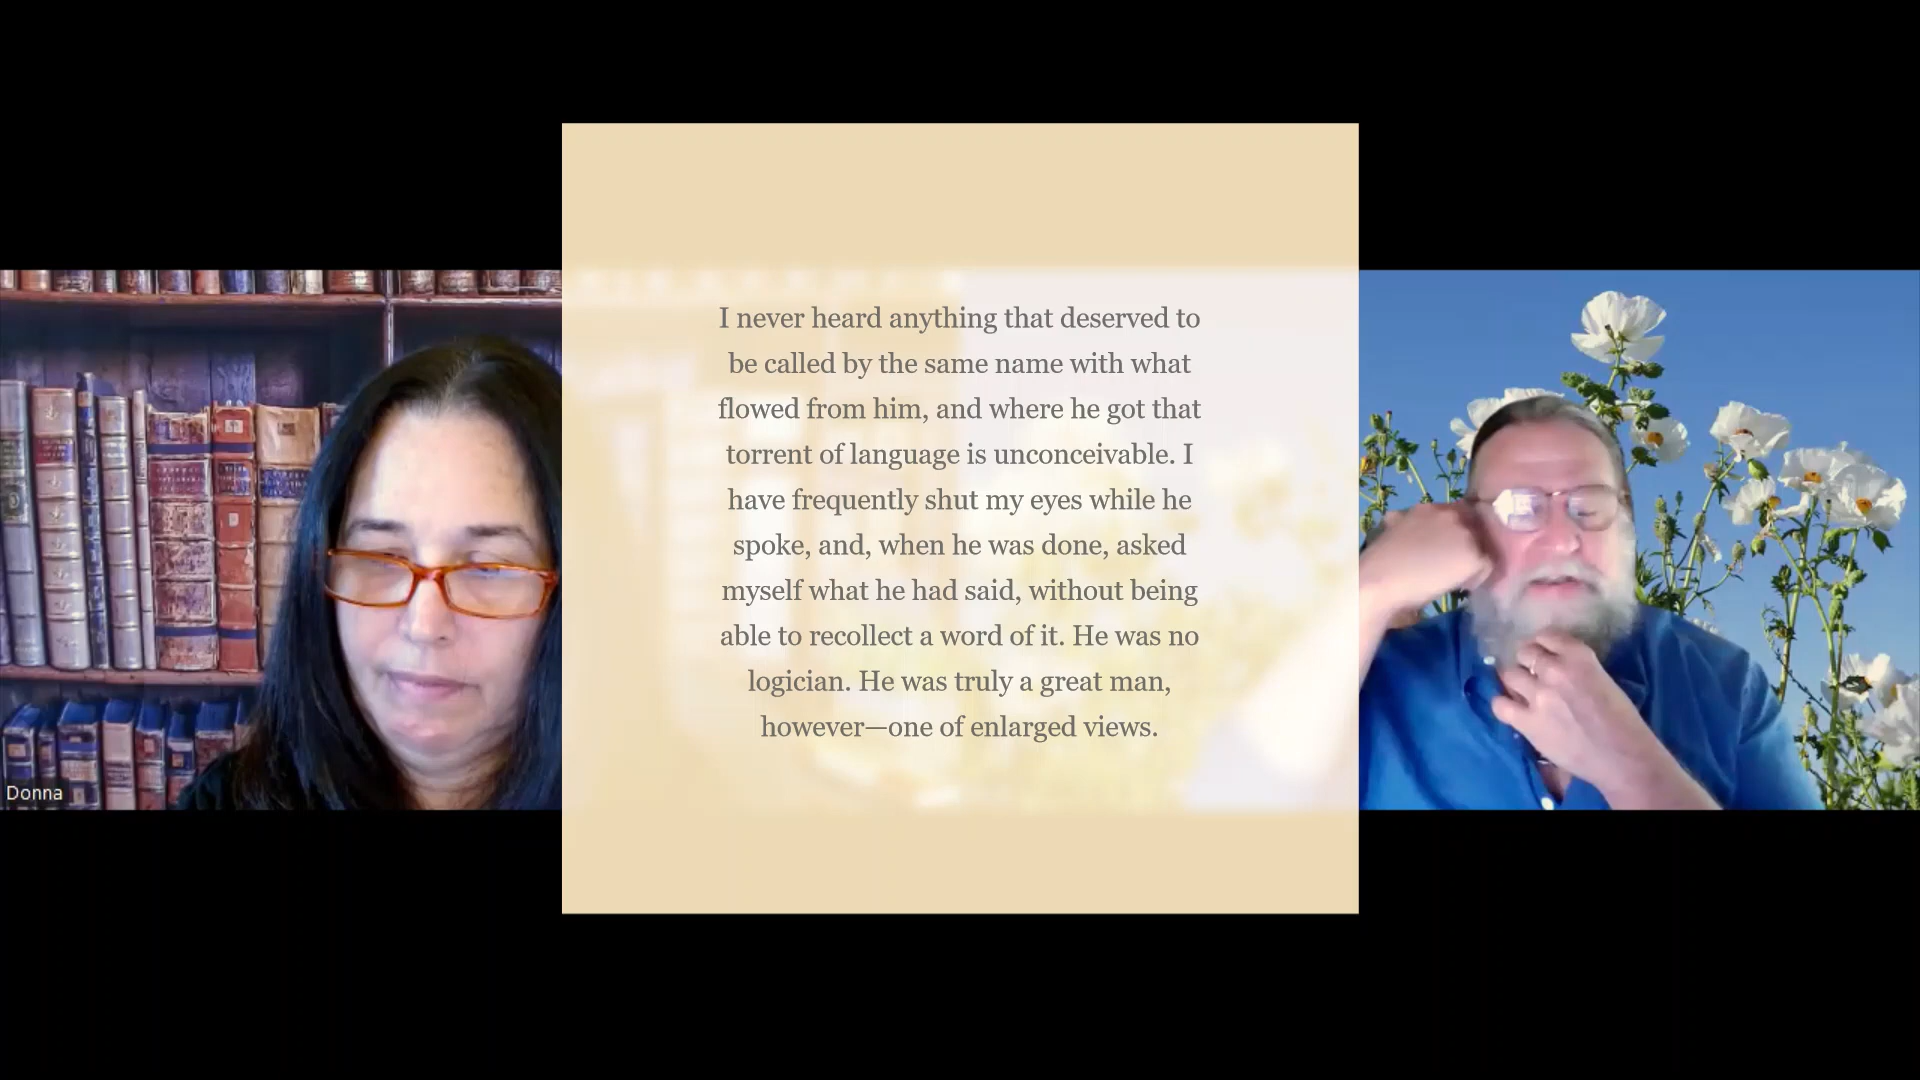 I never heard anything that deserved to
be called by the same name with what
flowed from him, and where he got that
torrent of language is unconceivable. I
have frequently shut my eyes while he
spoke, and, when he was done, asked
myself what he had said, without being
able to recollect a word of it. He was no
logician. He was truly a great man,
however—one of enlarged views.
Donna